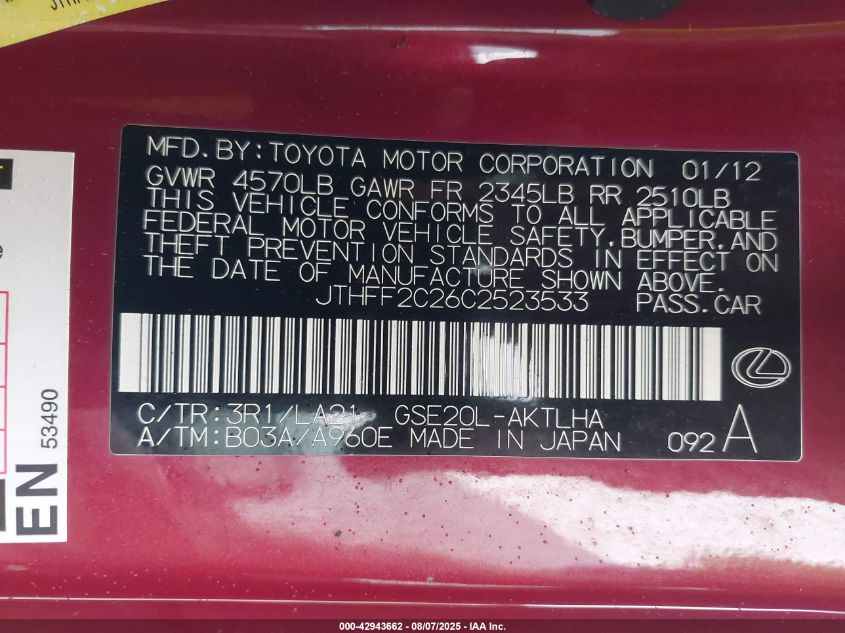 MFD.BY:TOYOTA MOTOR CORPORATION 01/12
GVWR 4570LB GAWR FR 2345LB RR 2510LB
THIS VEHICLE CONFORMS TO ALL APPLICABLE
FEDERAL MOTOR VEHICLE SAFETY,BUMPER,AND
THEFT PREVENTION STANDARDS IN EFFECT ON
THE DATE OF MANUFACTURE SHOWN ABOVE.
JTHFF2C26C2523533 PASS.CAR
C/TR:3R1/LA21 GSE20L-AKTLHA
A/TM:B03A/A960E MADE IN JAPAN 092A
EN 53490
000-42943662 - 08/07/2025 - IAA Inc.